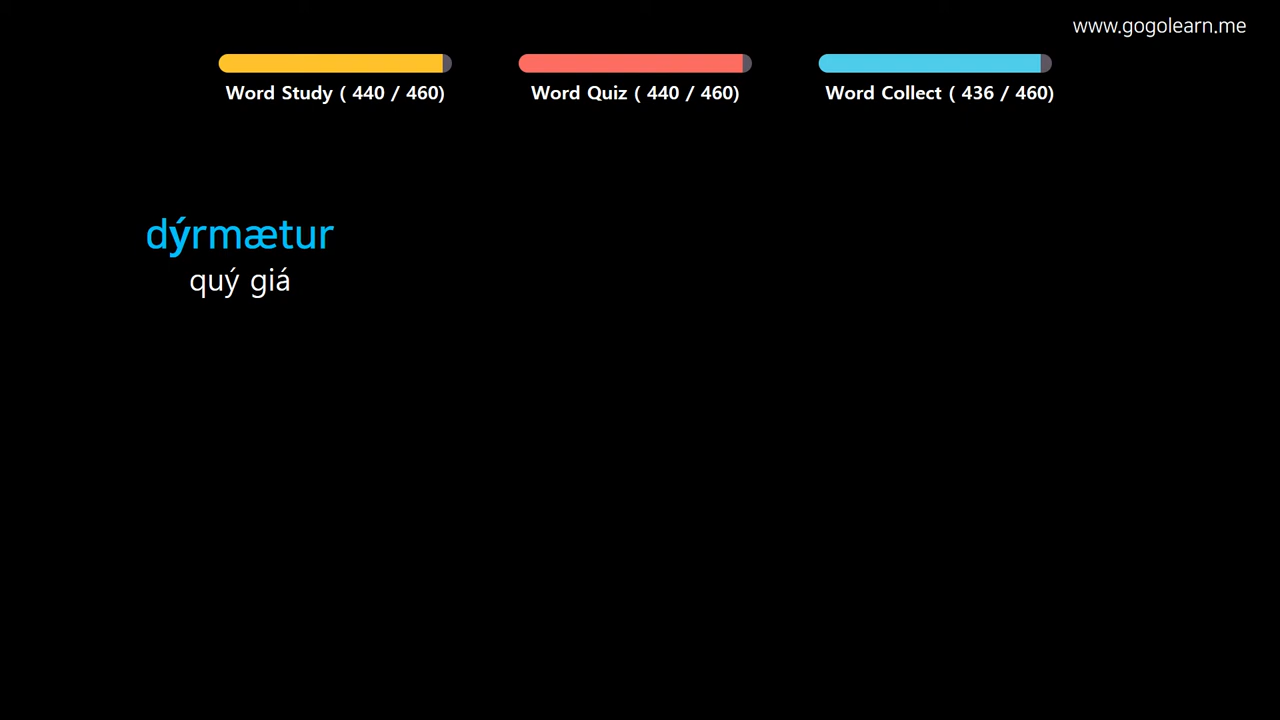 www.gogolearn.me
Word Study ( 440 / 460)
Word Quiz ( 440 / 460)
Word Collect ( 436 / 460)
dýrmætur
quý giá